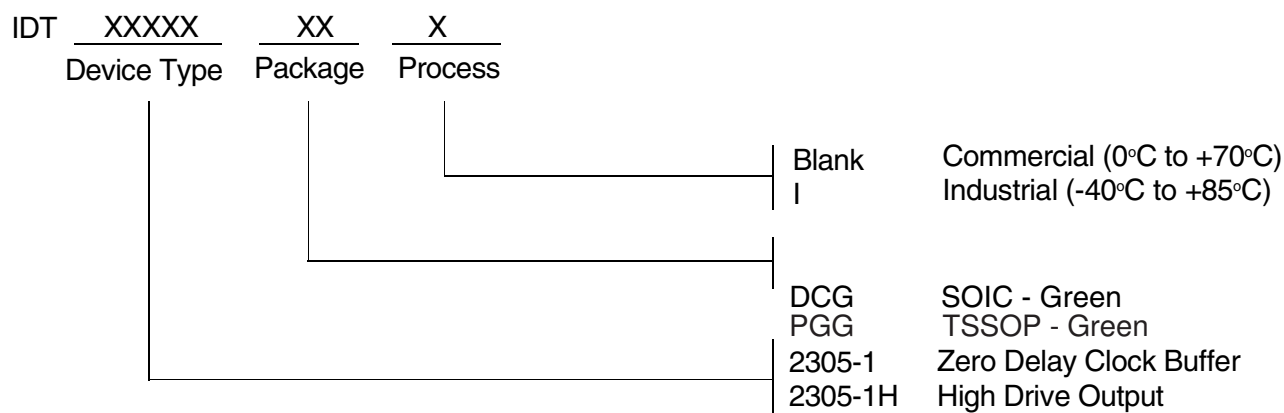 IDT XXXXX XX X
Device Type Package Process
Blank Commercial (0°C to +70°C)
I Industrial (-40°C to +85°C)
DCG SOIC - Green
PGG TSSOP - Green
2305-1 Zero Delay Clock Buffer
2305-1H High Drive Output